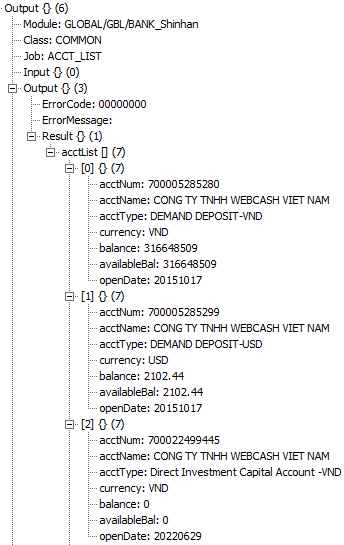 Output {} (6)
Module: GLOBAL/GBL/BANK_Shinhan
Class: COMMON
Job: ACCT_LIST
Input {} (0)
Output {} (3)
ErrorCode: 00000000
ErrorMessage:
Result {} (1)
acctList [] (7)
[0] {} (7)
acctNum: 700005285280
acctName: CONG TY TNHH WEBCASH VIET NAM
acctType: DEMAND DEPOSIT-VND
currency: VND
balance: 316648509
availableBal: 316648509
openDate: 20151017
[1] {} (7)
acctNum: 700005285299
acctName: CONG TY TNHH WEBCASH VIET NAM
acctType: DEMAND DEPOSIT-USD
currency: USD
balance: 2102.44
availableBal: 2102.44
openDate: 20151017
[2] {} (7)
acctNum: 700022499445
acctName: CONG TY TNHH WEBCASH VIET NAM
acctType: Direct Investment Capital Account -VND
currency: VND
balance: 0
availableBal: 0
openDate: 20220629